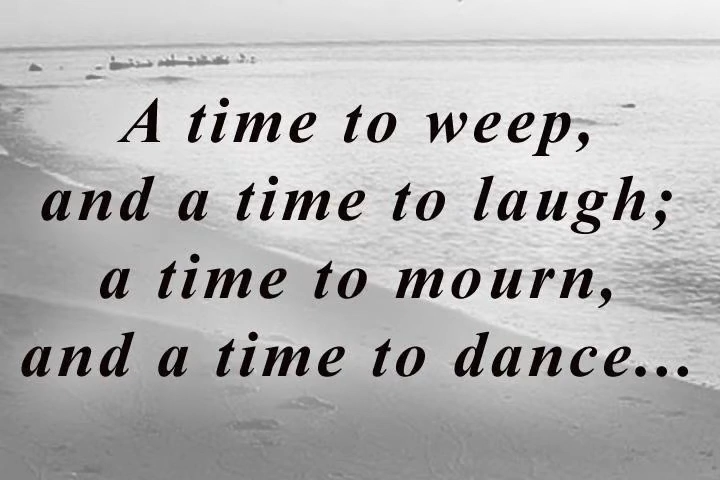 A time to weep,
and a time to laugh;
a time to mourn,
and a time to dance...